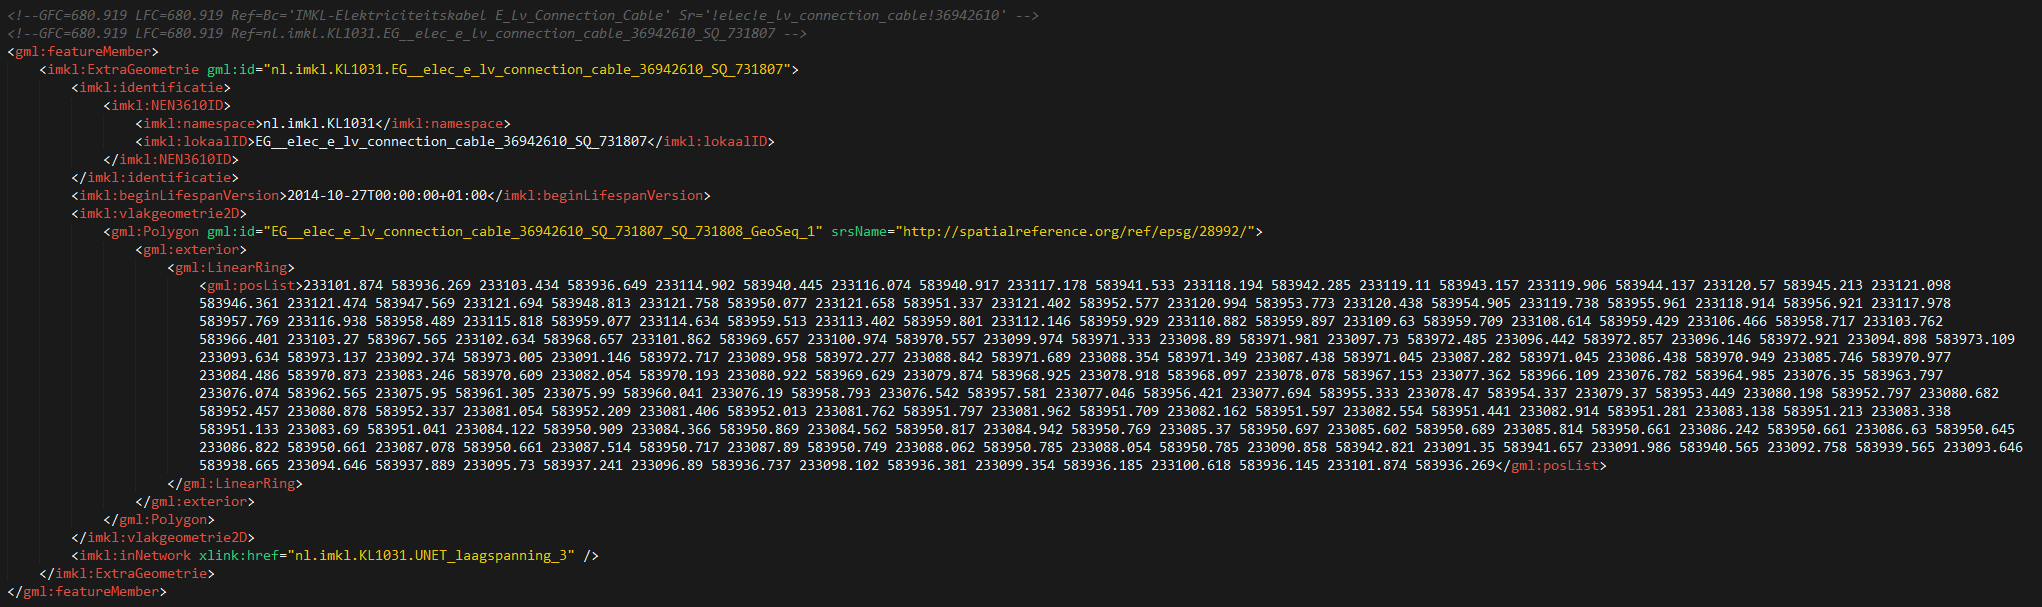 <!--GFC=680.919 LFC=680.919 Ref=Bc='IMKL-Elektriciteitskabel E_Lv_Connection_Cable' Sr='!elec!e_lv_connection_cable!36942610' -->
<!--GFC=680.919 LFC=680.919 Ref=nl.imkl.KL1031.EG__elec_e_lv_connection_cable_36942610_SQ_731807 -->
<gml:featureMember>
<imkl:ExtraGeometrie gml:id="nl.imkl.KL1031.EG__elec_e_lv_connection_cable_36942610_SQ_731807">
<imkl:identificatie>
<imkl:NEN3610ID>
<imkl:namespace>nl.imkl.KL1031</imkl:namespace>
<imkl:lokaalID>EG__elec_e_lv_connection_cable_36942610_SQ_731807</imkl:lokaalID>
</imkl:NEN3610ID>
</imkl:identificatie>
<imkl:beginLifespanVersion>2014-10-27T00:00:00+01:00</imkl:beginLifespanVersion>
<imkl:vlakgeometrie2D>
<gml:Polygon gml:id="EG__elec_e_lv_connection_cable_36942610_SQ_731807_SQ_731808_GeoSeq_1" srsName="http://spatialreference.org/ref/epsg/28992/">
<gml:exterior>
<gml:LinearRing>
<gml:posList>233101.874 583936.269 233103.434 583936.649 233114.902 583940.445 233116.074 583940.917 233117.178 583941.533 233118.194 583942.285 233119.11 583943.157 233119.906 583944.137 233120.57 583945.213 233121.098
583946.361 233121.474 583947.569 233121.694 583948.813 233121.758 583950.077 233121.658 583951.337 233121.402 583952.577 233120.994 583953.773 233120.438 583954.905 233119.738 583955.961 233118.914 583956.921 233117.978
583957.769 233116.938 583958.489 233115.818 583959.077 233114.634 583959.513 233113.402 583959.801 233112.146 583959.929 233110.882 583959.897 233109.63 583959.709 233108.614 583959.429 233106.466 583958.717 233103.762
583966.401 233103.27 583967.565 233102.634 583968.657 233101.862 583969.657 233100.974 583970.557 233099.974 583971.333 233098.89 583971.981 233097.73 583972.485 233096.442 583972.857 233096.146 583972.921 233094.898 583973.109
233093.634 583973.137 233092.374 583973.005 233091.146 583972.717 233089.958 583972.277 233088.842 583971.689 233088.354 583971.349 233087.438 583971.045 233087.282 583971.045 233086.438 583970.949 233085.746 583970.977
233084.486 583970.873 233083.246 583970.609 233082.054 583970.193 233080.922 583969.629 233079.874 583968.925 233078.918 583968.097 233078.078 583967.153 233077.362 583966.109 233076.782 583964.985 233076.35 583963.797
233076.074 583962.565 233075.95 583961.305 233075.99 583960.041 233076.19 583958.793 233076.542 583957.581 233077.046 583956.421 233077.694 583955.333 233078.47 583954.337 233079.37 583953.449 233080.198 583952.797 233080.682
583952.457 233080.878 583952.337 233081.054 583952.209 233081.406 583952.013 233081.762 583951.797 233081.962 583951.709 233082.162 583951.597 233082.554 583951.441 233082.914 583951.281 233083.138 583951.213 233083.338
583951.133 233083.69 583951.041 233084.122 583950.909 233084.366 583950.869 233084.562 583950.817 233084.942 583950.769 233085.37 583950.697 233085.602 583950.689 233085.814 583950.661 233086.242 583950.661 233086.63 583950.645
233086.822 583950.661 233087.078 583950.661 233087.514 583950.717 233087.89 583950.749 233088.062 583950.785 233088.054 583950.785 233090.858 583942.821 233091.35 583941.657 233091.986 583940.565 233092.758 583939.565 233093.646
583938.665 233094.646 583937.889 233095.73 583937.241 233096.89 583936.737 233098.102 583936.381 233099.354 583936.185 233100.618 583936.145 233101.874 583936.269</gml:posList>
</gml:LinearRing>
</gml:exterior>
</gml:Polygon>
</imkl:vlakgeometrie2D>
<imkl:inNetwork xlink:href="nl.imkl.KL1031.UNET_laagspanning_3" />
</imkl:ExtraGeometrie>
</gml:featureMember>